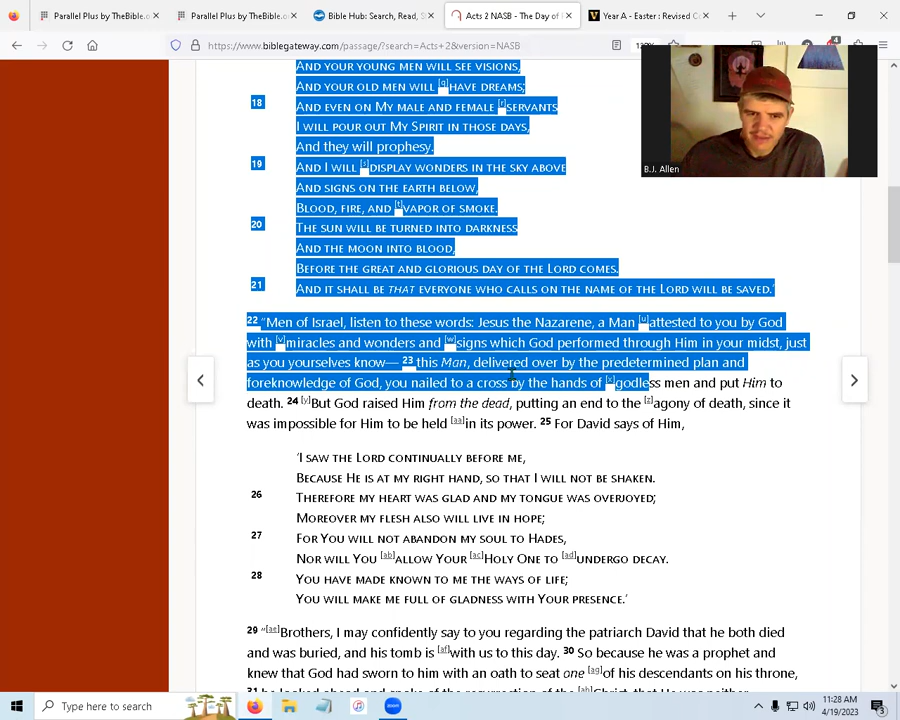 Parallel Plus by TheBible.or
Parallel Plus by TheBible.or
Bible Hub: Search, Read, S
Acts 2 NASB - The Day of
Year A - Easter : Revised C
https://www.biblegateway.com/passage/?search=Acts+2&version=NASB
AND YOUR YOUNG MEN WILL SEE VISIONS,
AND YOUR OLD MEN WILL [q]HAVE DREAMS;
18 AND EVEN ON MY MALE AND FEMALE [r]SERVANTS
I WILL POUR OUT MY SPIRIT IN THOSE DAYS,
And they will prophesy.
19 AND I WILL [s]DISPLAY WONDERS IN THE SKY ABOVE
AND SIGNS ON THE EARTH BELOW,
BLOOD, FIRE, AND [t]VAPOR OF SMOKE.
20 THE SUN WILL BE TURNED INTO DARKNESS
AND THE MOON INTO BLOOD,
BEFORE THE GREAT AND GLORIOUS DAY OF THE LORD COMES.
21 AND IT SHALL BE THAT EVERYONE WHO CALLS ON THE NAME OF THE LORD WILL BE SAVED.’
22 “Men of Israel, listen to these words: Jesus the Nazarene, a Man [u]attested to you by God
with [v]miracles and wonders and [w]signs which God performed through Him in your midst, just
as you yourselves know— 23 this Man, delivered over by the predetermined plan and
foreknowledge of God, you nailed to a cross by the hands of [x]godless men and put Him to
death. 24 [y]But God raised Him from the dead, putting an end to the [z]agony of death, since it
was impossible for Him to be held [aa]in its power. 25 For David says of Him,
‘I SAW THE LORD CONTINUALLY BEFORE ME,
BECAUSE HE IS AT MY RIGHT HAND, SO THAT I WILL NOT BE SHAKEN.
26 THEREFORE MY HEART WAS GLAD AND MY TONGUE WAS OVERJOYED;
MOREOVER MY FLESH ALSO WILL LIVE IN HOPE;
27 FOR YOU WILL NOT ABANDON MY SOUL TO HADES,
NOR WILL YOU [ab]ALLOW YOUR [ac]HOLY ONE TO [ad]UNDERGO DECAY.
28 YOU HAVE MADE KNOWN TO ME THE WAYS OF LIFE;
YOU WILL MAKE ME FULL OF GLADNESS WITH YOUR PRESENCE.’
29 “[ae]Brothers, I may confidently say to you regarding the patriarch David that he both died
and was buried, and his tomb is [af]with us to this day. 30 So because he was a prophet and
knew that God had sworn to him with an oath to seat one [ag]of his descendants on his throne,
B.J. Allen
Type here to search
11:28 AM
4/19/2023
3